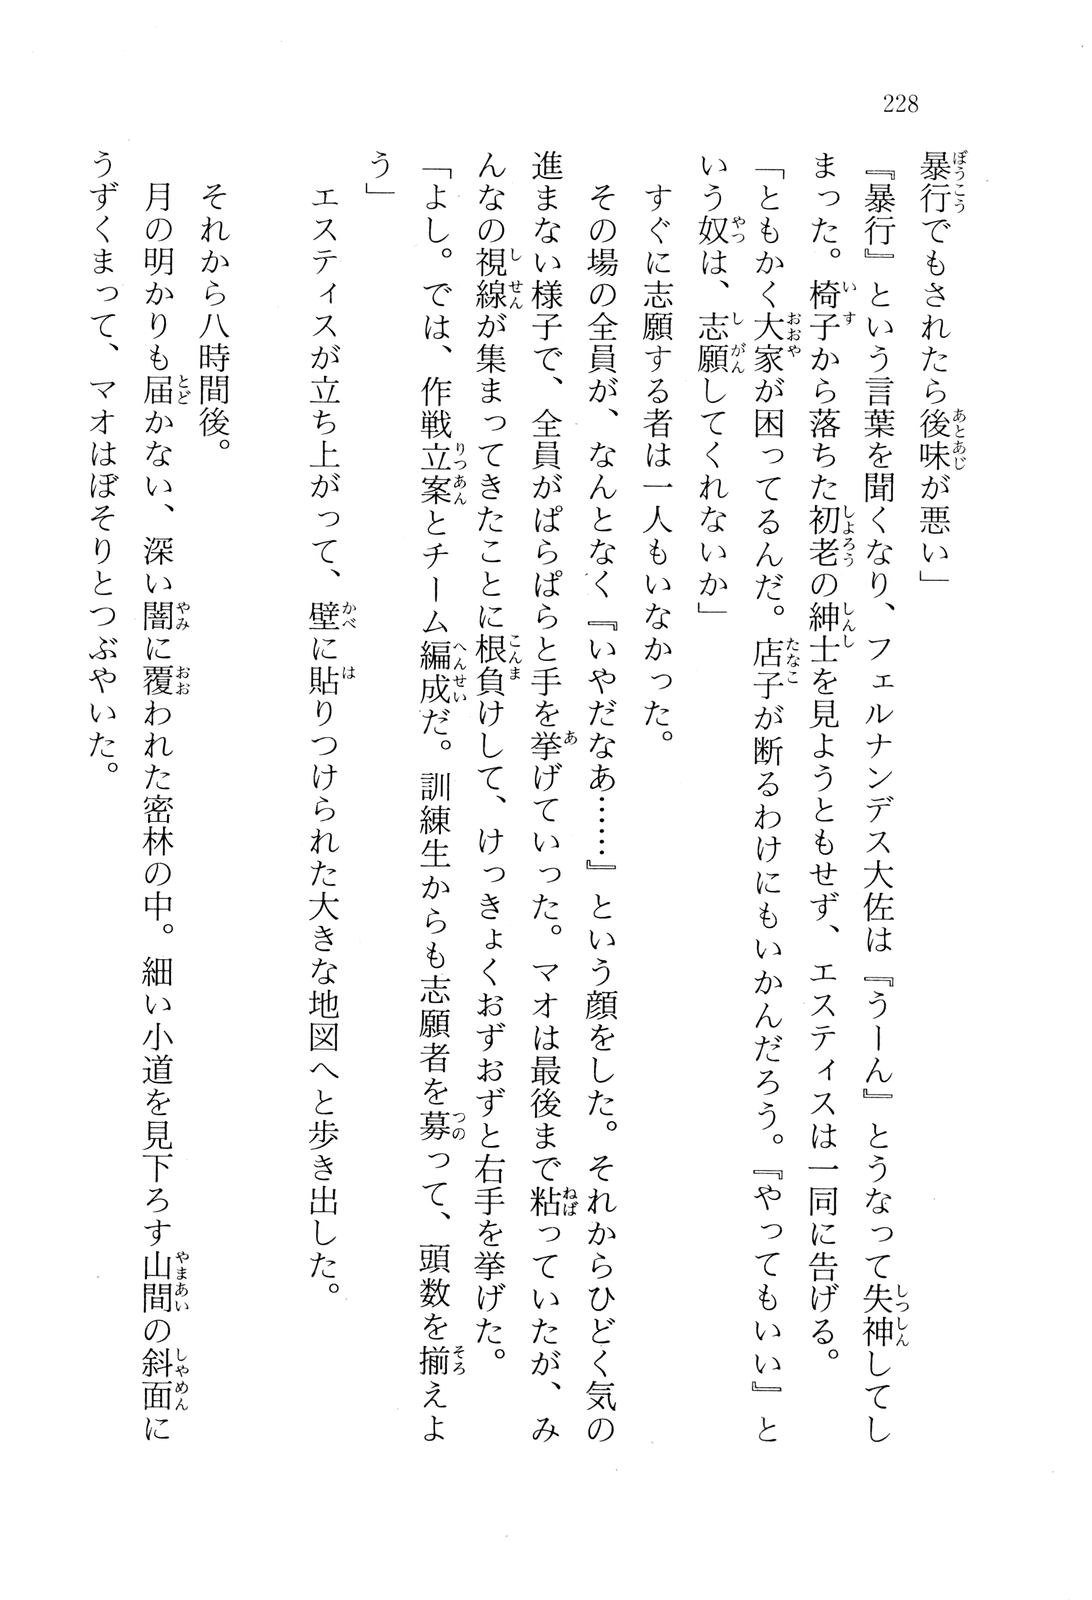 228
暴行でもされたら後味が悪い」
『暴行』という言葉を聞くなり、フェルナンデス大佐は『うーん』とうなって失神してし
まった。椅子から落ちた初老の紳士を見ようともせず、エスティスは一同に告げる。
「ともかく大家が困ってるんだ。店子が断るわけにもいかんだろう。『やってもいい』と
いう奴は、志願してくれないか」
すぐに志願する者は一人もいなかった。
その場の全員が、なんとなく『いやだなあ……』という顔をした。それからひどく気の
進まない様子で、全員がぱらぱらと手を挙げていった。マオは最後まで粘っていたが、み
んなの視線が集まってきたことに根負けして、けっきょくおずおずと右手を挙げた。
「よし。では、作戦立案とチーム編成だ。訓練生からも志願者を募って、頭数を揃えよ
う」
エスティスが立ち上がって、壁に貼りつけられた大きな地図へと歩き出した。
それから八時間後。
月の明かりも届かない、深い闇に覆われた密林の中。細い小道を見下ろす山間の斜面に
うずくまって、マオはぼそりとつぶやいた。